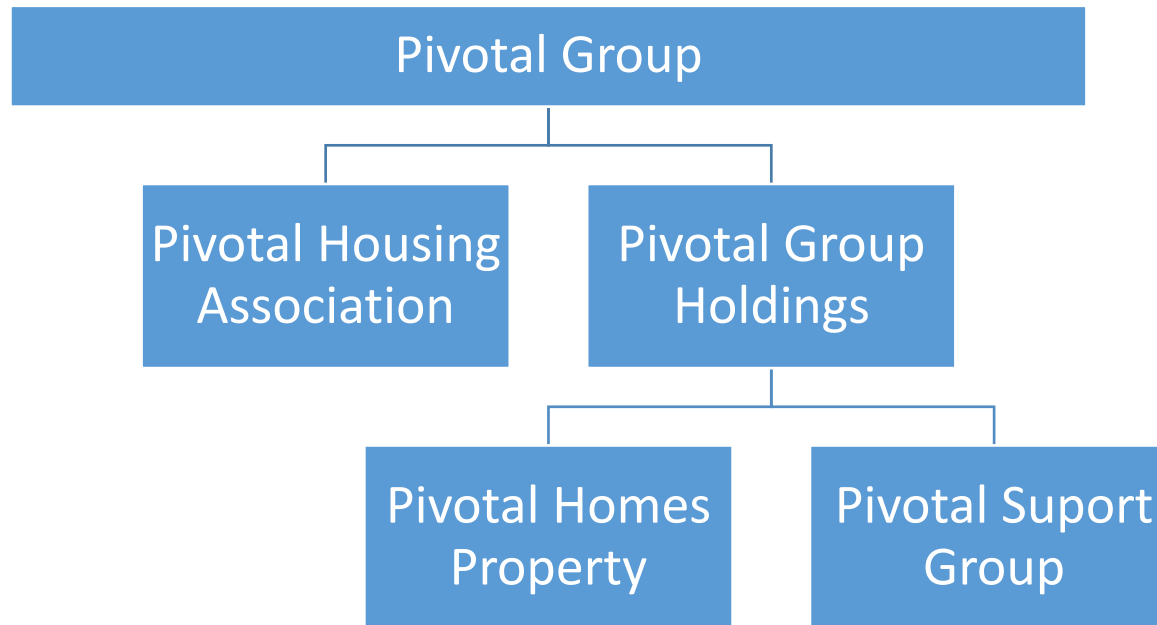 Pivotal Group
Pivotal Housing
Association
Pivotal Group
Holdings
Pivotal Homes
Property
Pivotal Suport
Group